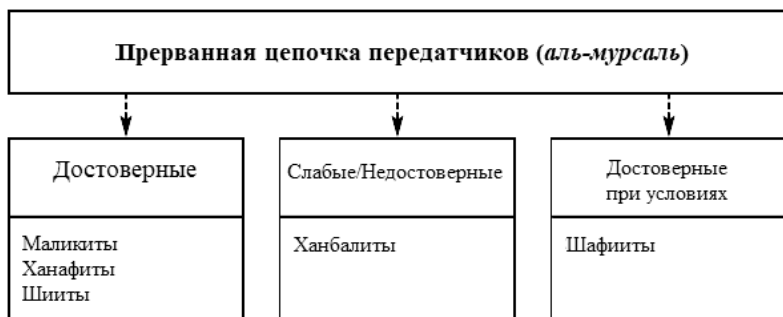 Прерванная цепочка передатчиков (аль-мурсаль)
Достоверные
Слабые/Недостоверные
Достоверные
при условиях
Маликиты
Ханафиты
Шииты
Ханбалиты
Шафииты